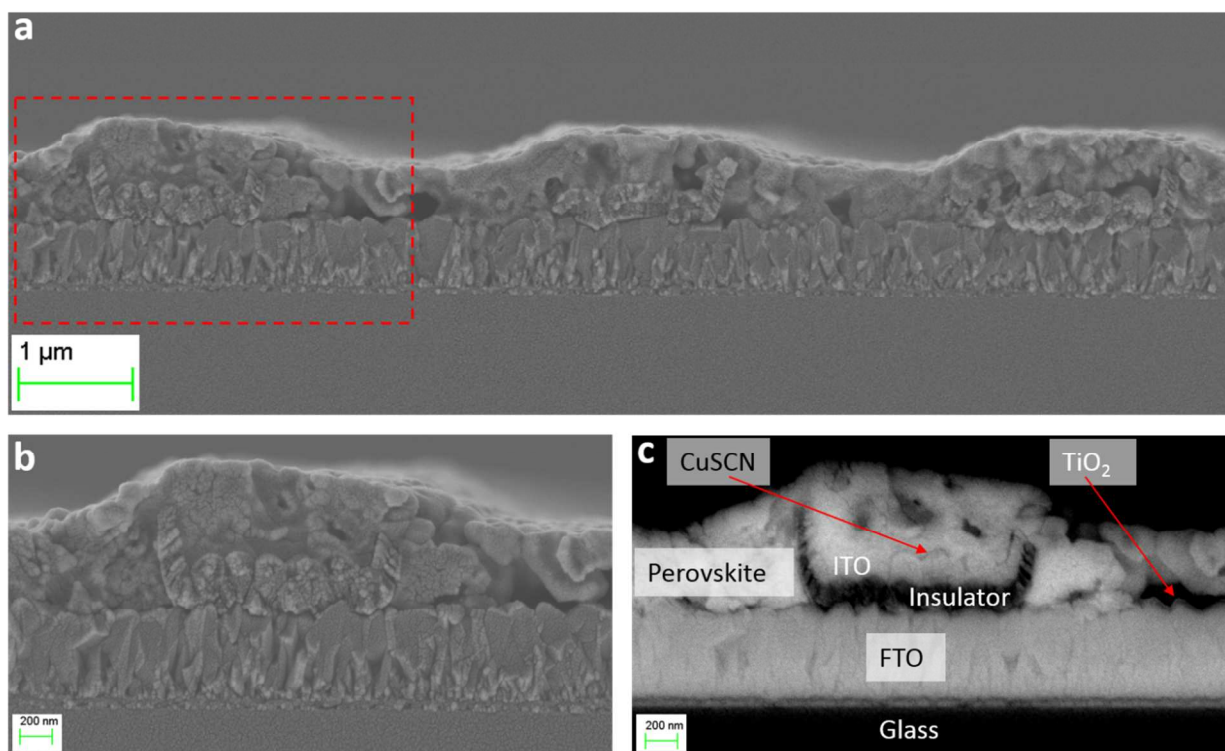 a
1 µm
b
200 nm
c
CuSCN
TiO₂
Perovskite
ITO
Insulator
FTO
200 nm
Glass